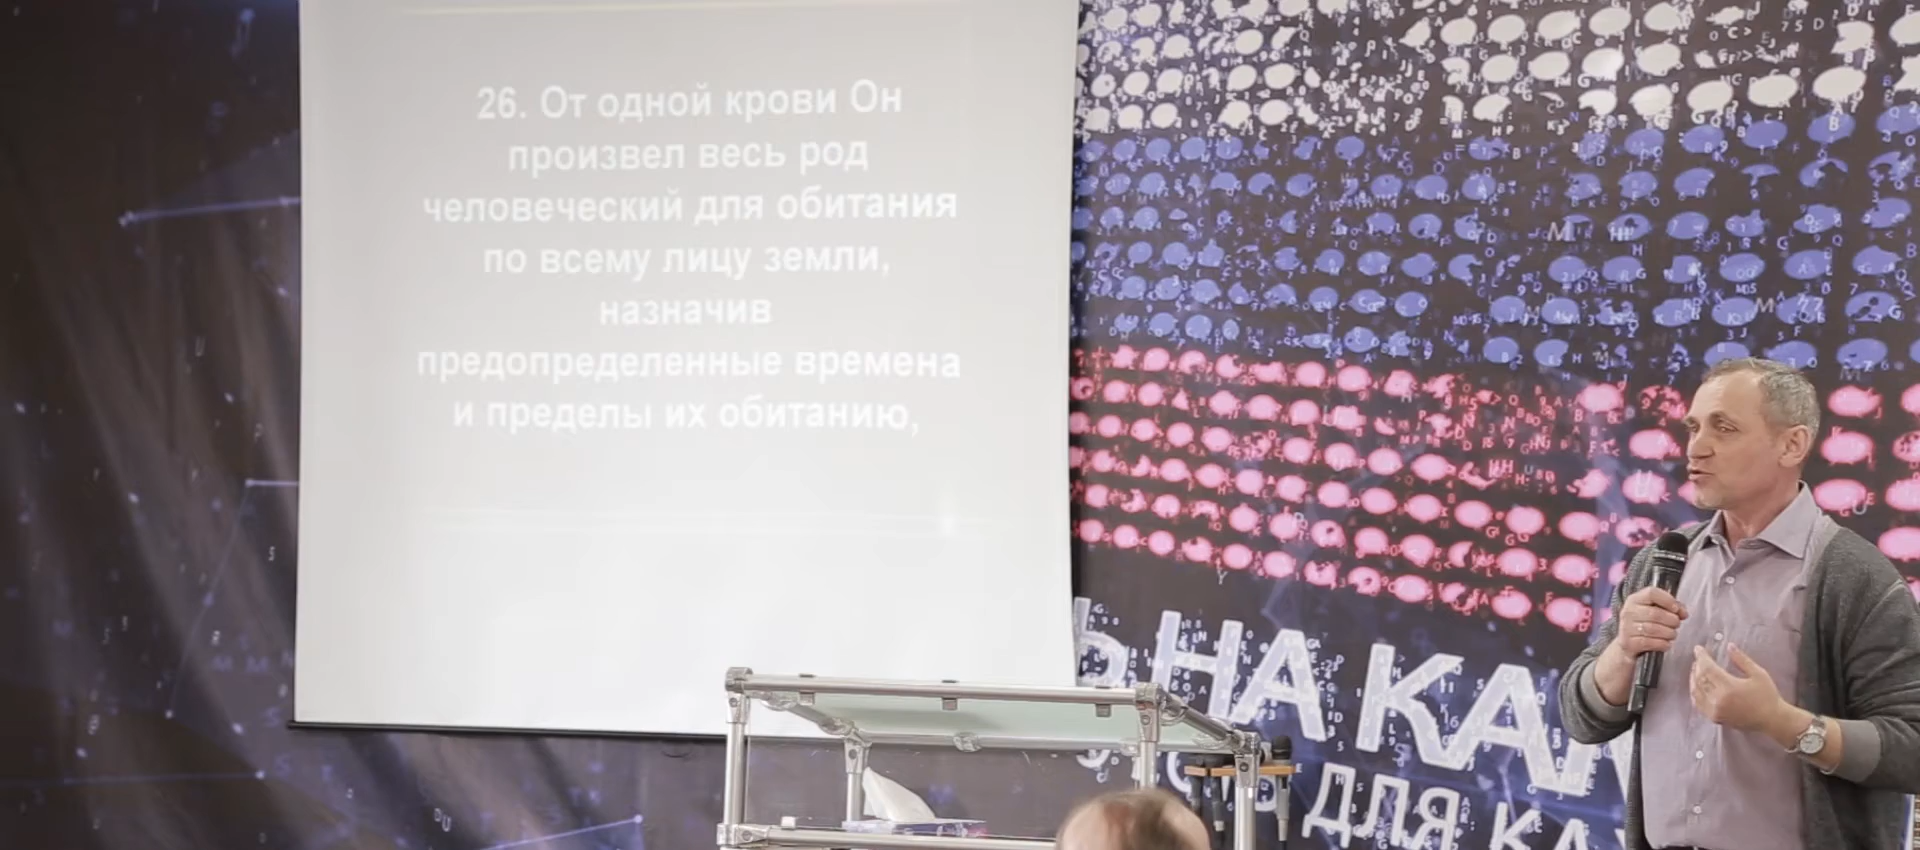 26. От одной крови Он
произвел весь род
человеческий для обитания
по всему лицу земли,
назначив
предопределенные времена
и пределы их обитанию,
НА
ДЛЯ